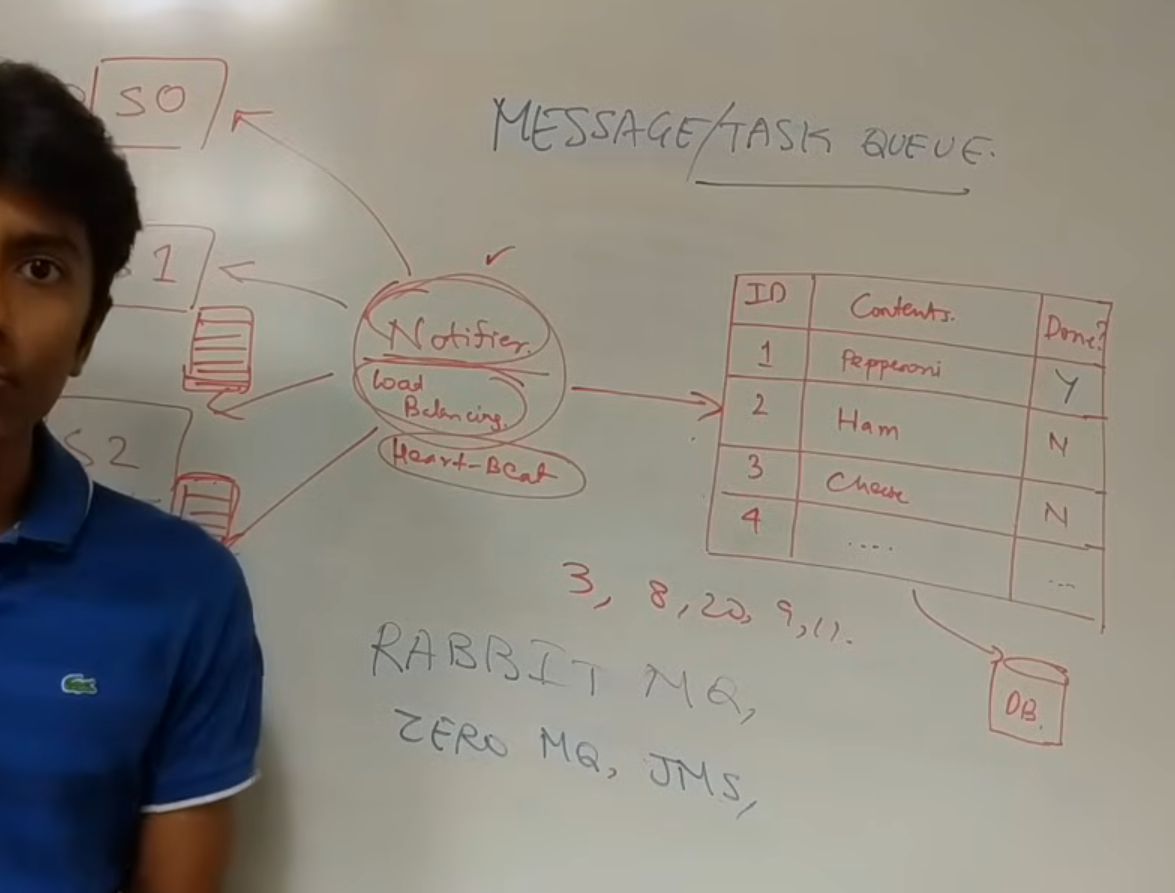 S0
MESSAGE/TASK QUEUE.
1
Notifier.
Load
Balancing.
Heart-Beat
S2
ID Contents. Done?
1 Pepperoni Y
2 Ham N
3 Cheese N
4 .... ...
3, 8, 20, 9, 11.
RABBIT MQ,
ZERO MQ, JMS,
DB.